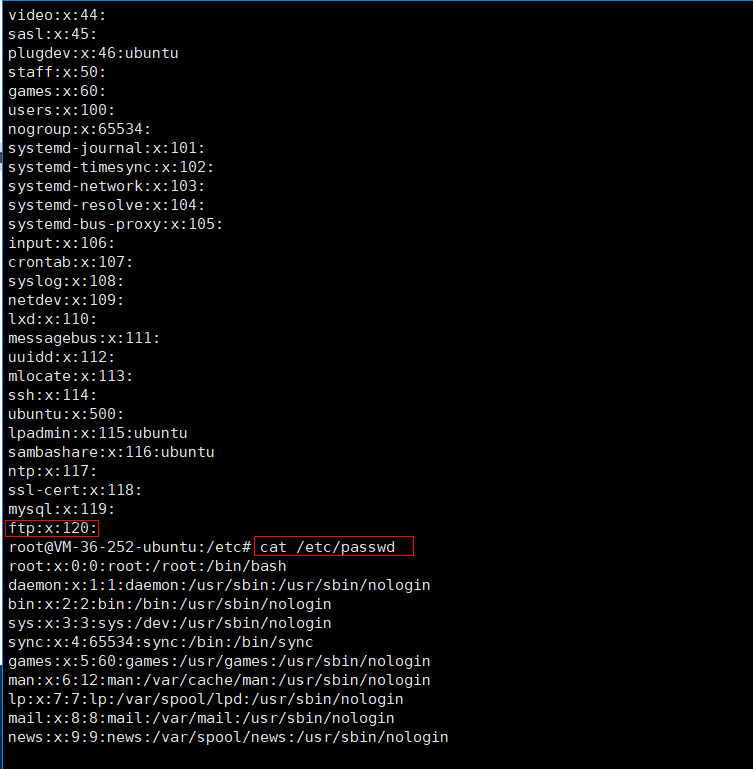 video:x:44:
sasl:x:45:
plugdev:x:46:ubuntu
staff:x:50:
games:x:60:
users:x:100:
nogroup:x:65534:
systemd-journal:x:101:
systemd-timesync:x:102:
systemd-network:x:103:
systemd-resolve:x:104:
systemd-bus-proxy:x:105:
input:x:106:
crontab:x:107:
syslog:x:108:
netdev:x:109:
lxd:x:110:
messagebus:x:111:
uuidd:x:112:
mlocate:x:113:
ssh:x:114:
ubuntu:x:500:
lpadmin:x:115:ubuntu
sambashare:x:116:ubuntu
ntp:x:117:
ssl-cert:x:118:
mysql:x:119:
ftp:x:120:
root@VM-36-252-ubuntu:/etc# cat /etc/passwd
root:x:0:0:root:/root:/bin/bash
daemon:x:1:1:daemon:/usr/sbin:/usr/sbin/nologin
bin:x:2:2:bin:/bin:/usr/sbin/nologin
sys:x:3:3:sys:/dev:/usr/sbin/nologin
sync:x:4:65534:sync:/bin:/bin/sync
games:x:5:60:games:/usr/games:/usr/sbin/nologin
man:x:6:12:man:/var/cache/man:/usr/sbin/nologin
lp:x:7:7:lp:/var/spool/lpd:/usr/sbin/nologin
mail:x:8:8:mail:/var/mail:/usr/sbin/nologin
news:x:9:9:news:/var/spool/news:/usr/sbin/nologin